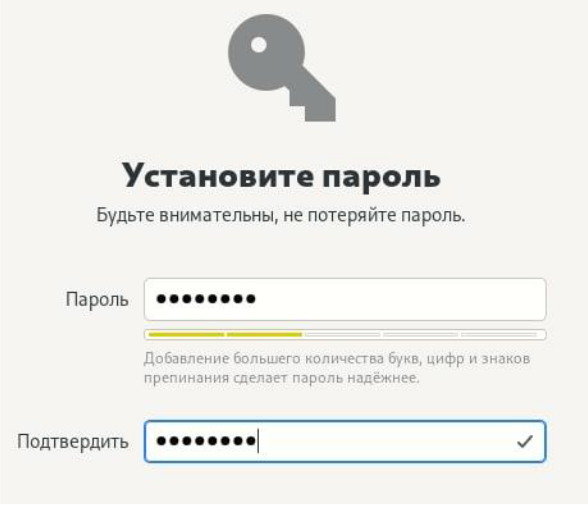 Установите пароль
Будьте внимательны, не потеряйте пароль.
Пароль ●●●●●●●●
Добавление большего количества букв, цифр и знаков
препинания сделает пароль надёжнее.
Подтвердить ●●●●●●●●